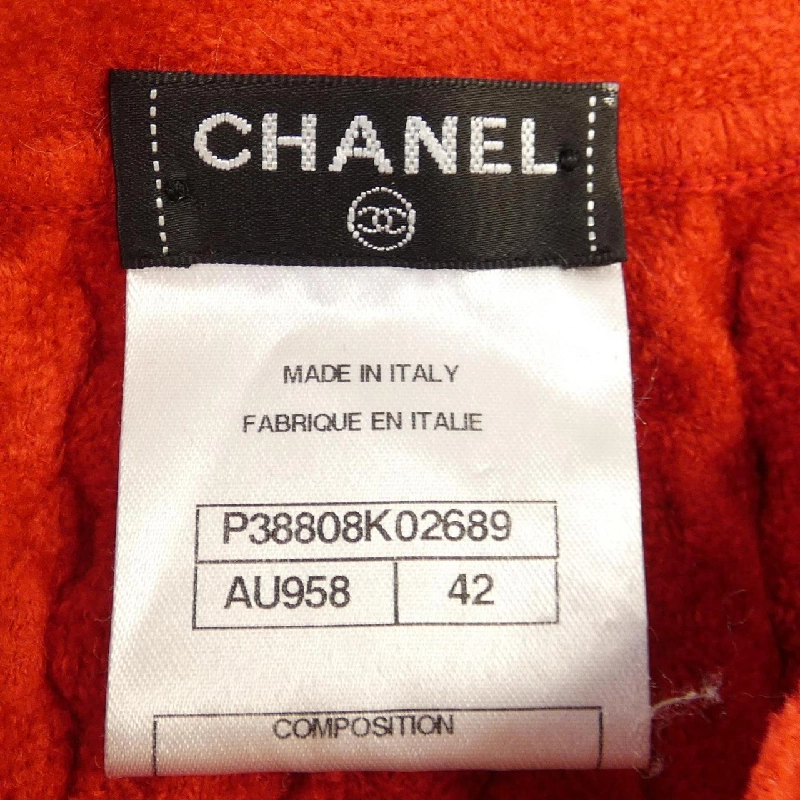 CHANEL
MADE IN ITALY
FABRIQUE EN ITALIE
P38808K02689
AU958 42
COMPOSITION